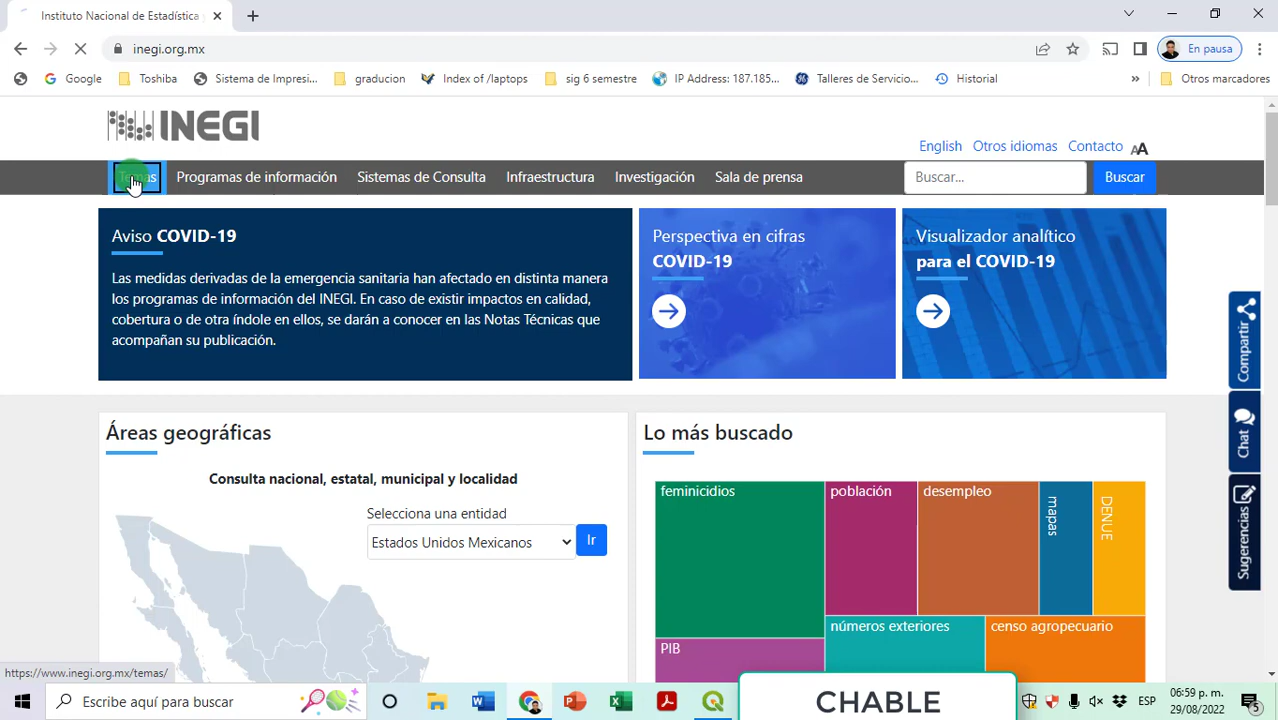 Instituto Nacional de Estadística
inegi.org.mx
En pausa
Google
Toshiba
Sistema de Impresi...
graducion
Index of /laptops
sig 6 semestre
IP Address: 187.185...
Talleres de Servicio...
Historial
»
Otros marcadores
INEGI
English
Otros idiomas
Contacto
AA
Temas
Programas de información
Sistemas de Consulta
Infraestructura
Investigación
Sala de prensa
Buscar...
Buscar
Aviso COVID-19
Las medidas derivadas de la emergencia sanitaria han afectado en distinta manera
los programas de información del INEGI. En caso de existir impactos en calidad,
cobertura o de otra índole en ellos, se darán a conocer en las Notas Técnicas que
acompañan su publicación.
Perspectiva en cifras
COVID-19
Visualizador analítico
para el COVID-19
Compartir
Chat
Sugerencias
Áreas geográficas
Consulta nacional, estatal, municipal y localidad
Selecciona una entidad
Estados Unidos Mexicanos
Ir
Lo más buscado
feminicidios
población
desempleo
mapas
DENUE
números exteriores
censo agropecuario
PIB
https://www.inegi.org.mx/temas/
Escribe aquí para buscar
CHABLE
ESP
06:59 p. m.
29/08/2022
5